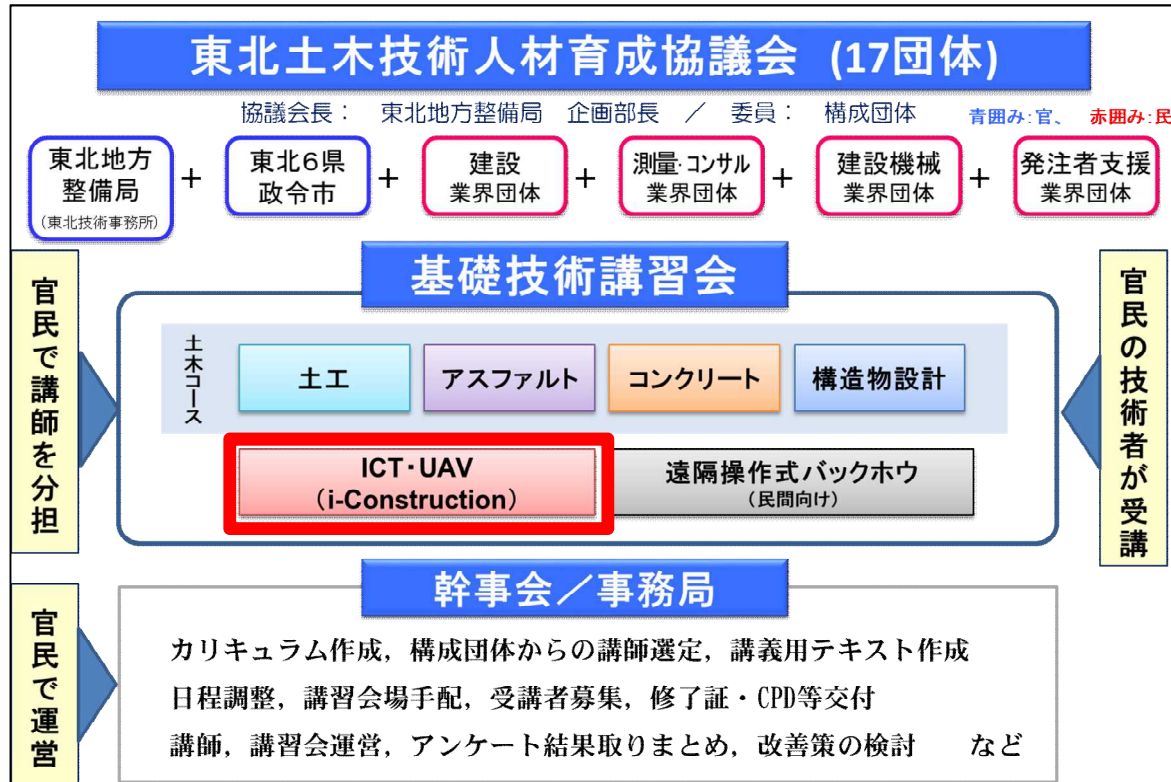 東北土木技術人材育成協議会 (17団体)
協議会長： 東北地方整備局 企画部長 ／ 委員： 構成団体
青囲み:官、 赤囲み:民
東北地方
整備局
(東北技術事務所)
+
東北6県
政令市
+
建設
業界団体
+
測量・コンサル
業界団体
+
建設機械
業界団体
+
発注者支援
業界団体
基礎技術講習会
官民で講師を分担
土木コース
土工
アスファルト
コンクリート
構造物設計
ICT・UAV
（i-Construction）
遠隔操作式バックホウ
（民間向け）
官民の技術者が受講
幹事会／事務局
官民で運営
カリキュラム作成，構成団体からの講師選定，講義用テキスト作成
日程調整，講習会場手配，受講者募集，修了証・CPD等交付
講師，講習会運営，アンケート結果取りまとめ，改善策の検討　　など